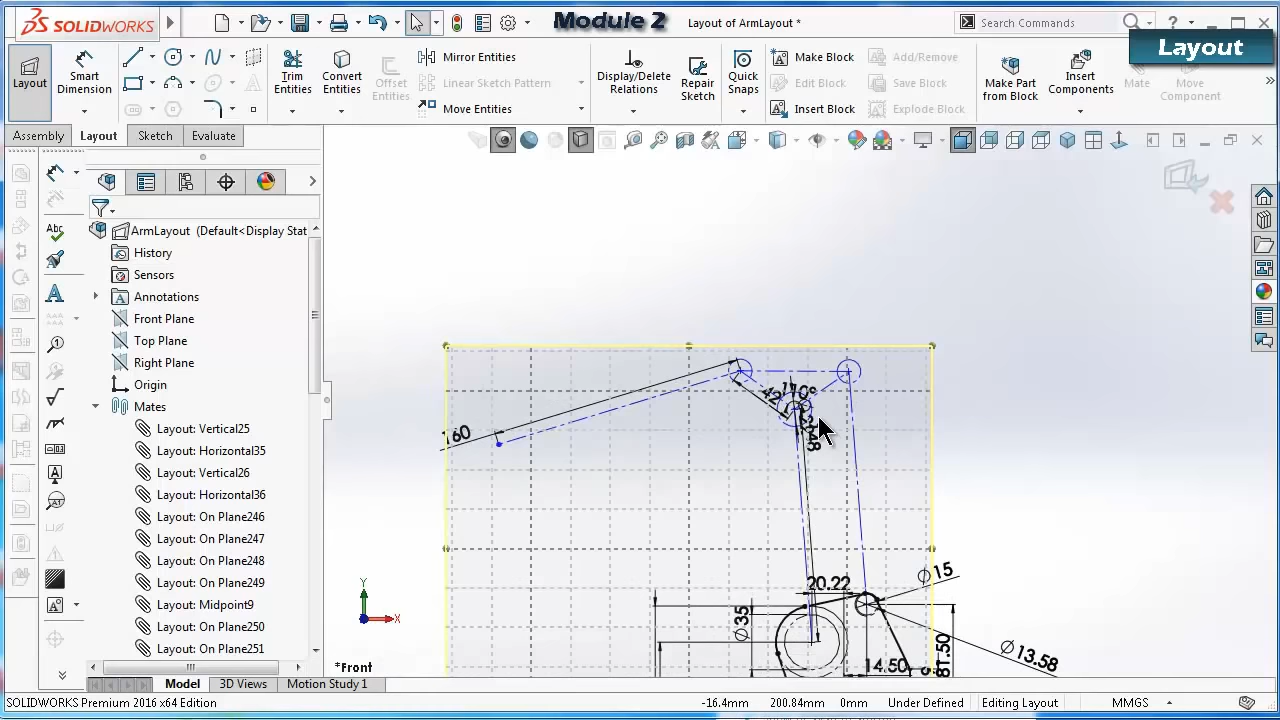 SOLIDWORKS
Module 2
Layout of ArmLayout *
Search Commands
?
Layout
Layout
Smart Dimension
Trim Entities
Convert Entities
Offset Entities
Mirror Entities
Linear Sketch Pattern
Move Entities
Display/Delete Relations
Repair Sketch
Quick Snaps
Make Block
Edit Block
Insert Block
Add/Remove
Save Block
Explode Block
Make Part from Block
Insert Components
Mate
Move Component
Assembly
Layout
Sketch
Evaluate
ArmLayout (Default<Display Stat
History
Sensors
Annotations
Front Plane
Top Plane
Right Plane
Origin
Mates
Layout: Vertical25
Layout: Horizontal35
Layout: Vertical26
Layout: Horizontal36
Layout: On Plane246
Layout: On Plane247
Layout: On Plane248
Layout: On Plane249
Layout: Midpoint9
Layout: On Plane250
Layout: On Plane251
160
42
20.22
Ø15
Ø35
Ø13.58
14.50
81.50
Y
X
*Front
Model
3D Views
Motion Study 1
SOLIDWORKS Premium 2016 x64 Edition
-16.4mm
200.84mm
0mm
Under Defined
Editing Layout
MMGS